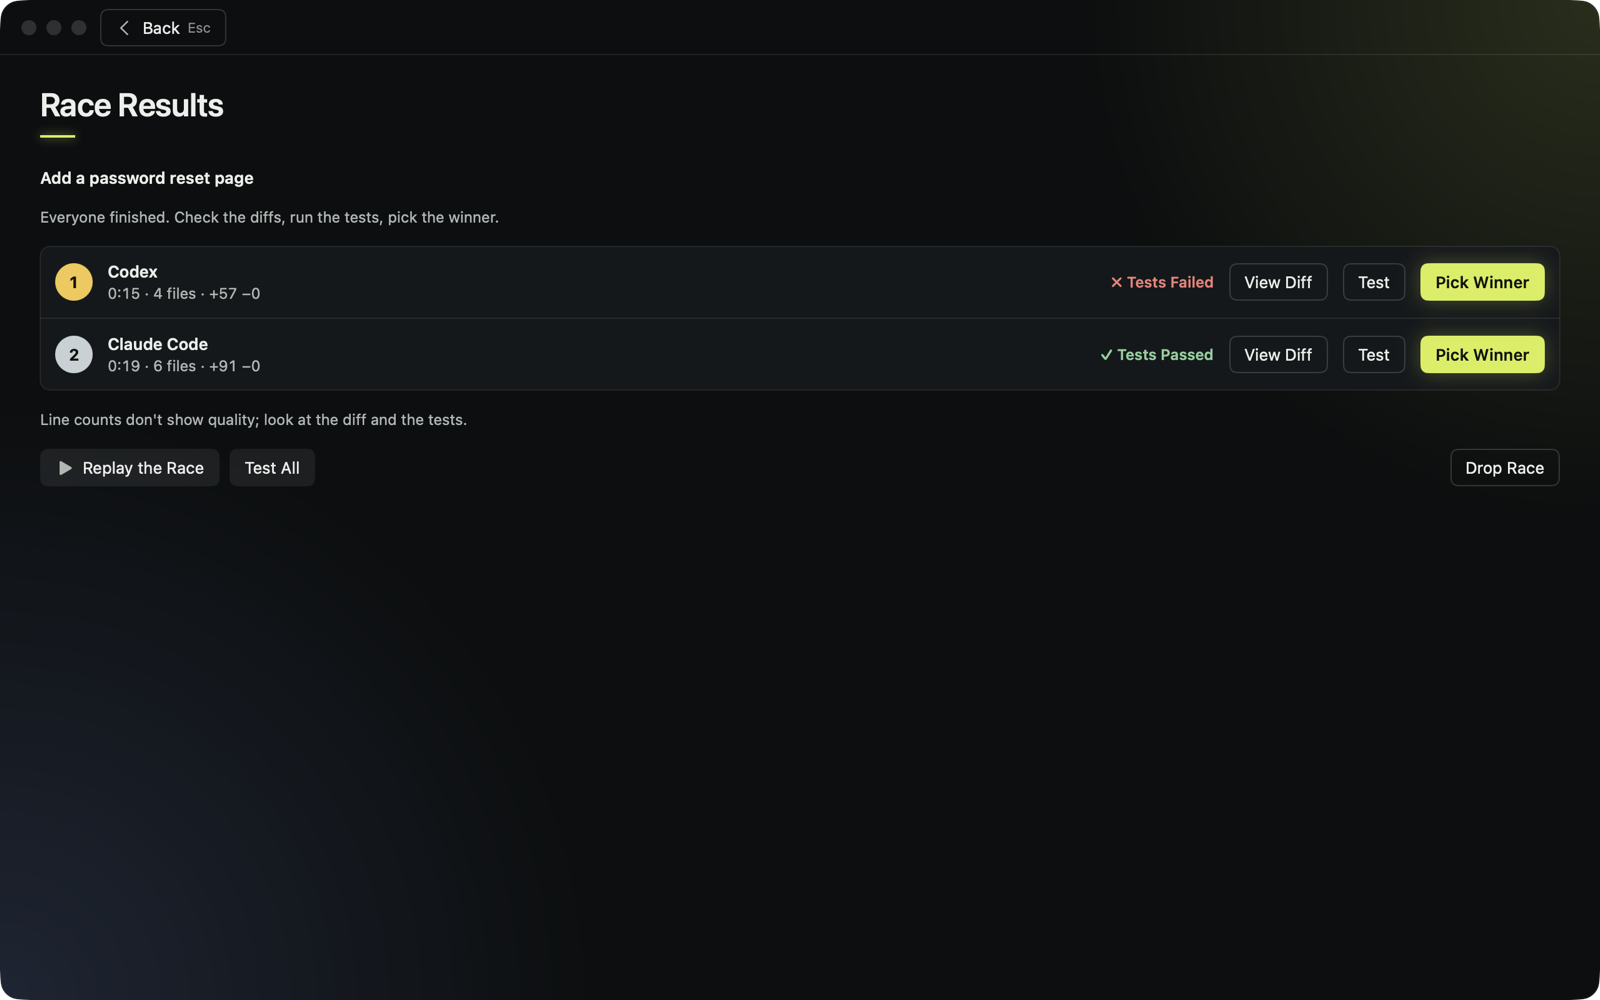 Back Esc
Race Results
Add a password reset page
Everyone finished. Check the diffs, run the tests, pick the winner.
1 Codex ✕ Tests Failed View Diff Test Pick Winner
0:15 · 4 files · +57 −0
2 Claude Code ✓ Tests Passed View Diff Test Pick Winner
0:19 · 6 files · +91 −0
Line counts don't show quality; look at the diff and the tests.
Replay the Race Test All Drop Race